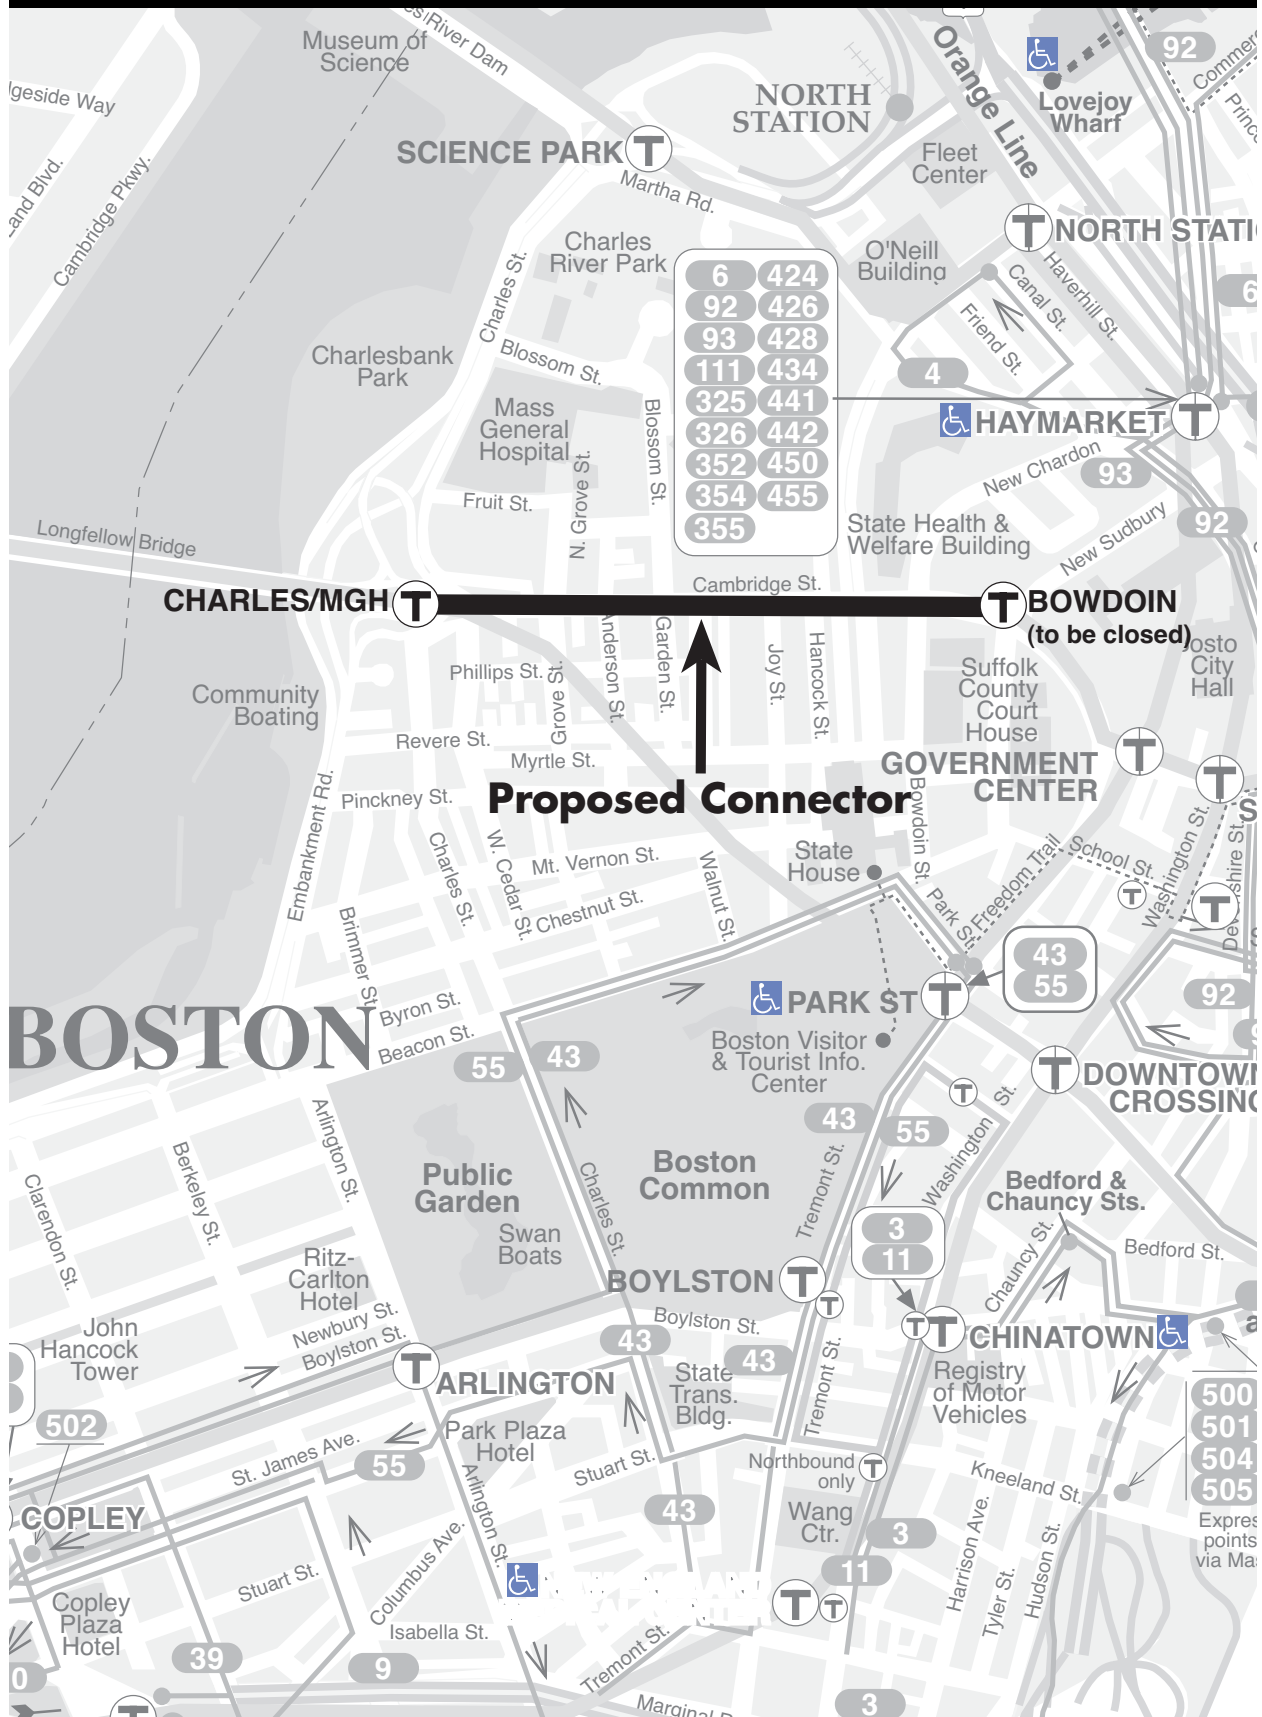 Museum of
Science
River Dam
92
Orange Line
Lovejoy
Wharf
NORTH
STATION
Fleet
Center
SCIENCE PARK
T
Martha Rd.
Cambridge Pkwy.
Charles
River Park
Charles St.
T
O'Neill
Building
Canal St.
Haverhill St.
Friend St.
6 424
92 426
93 428
111 434
325 441
326 442
352 450
354 455
355
4
Charlesbank
Park
Blossom St.
Mass
General
Hospital
Blossom St.
N. Grove St.
Fruit St.
HAYMARKET
T
New Chardon
93
92
New Sudbury
State Health &
Welfare Building
Longfellow Bridge
Cambridge St.
CHARLES/MGH
T
T
BOWDOIN
(to be closed)
City
Hall
Community
Boating
Phillips St.
Grove St.
Anderson St.
Garden St.
Joy St.
Hancock St.
Suffolk
County
Court
House
Revere St.
Myrtle St.
GOVERNMENT
CENTER
T
T
Proposed Connector
Pinckney St.
Embankment Rd.
Charles St.
W. Cedar St.
Mt. Vernon St.
Walnut St.
Chestnut St.
State
House
Bowdoin St.
Park St.
Freedom Trail
School St.
Washington St.
T
T
Brimmer St.
Byron St.
Beacon St.
BOSTON
PARK ST
T
43
55
92
Boston Visitor
& Tourist Info.
Center
55
43
T
DOWNTOWN
CROSSING
T
43
55
Washington St.
Arlington St.
Berkeley St.
Clarendon St.
Public
Garden
Swan
Boats
Charles St.
Boston
Common
Tremont St.
Bedford &
Chauncy Sts.
3
11
Chauncy St.
Bedford St.
Ritz-
Carlton
Hotel
Newbury St.
Boylston St.
BOYLSTON
T
T
Boylston St.
John
Hancock
Tower
T
ARLINGTON
43
43
State
Trans.
Bldg.
Tremont St.
T
T
CHINATOWN
Registry
of Motor
Vehicles
500
501
504
505
502
Park Plaza
Hotel
St. James Ave.
55
Arlington St.
Stuart St.
Northbound
only
T
Kneeland St.
COPLEY
43
Wang
Ctr.
3
11
Harrison Ave.
Tyler St.
Hudson St.
points
Stuart St.
Columbus Ave.
Isabella St.
Copley
Plaza
Hotel
39
9
T
T
Tremont St.
3
T